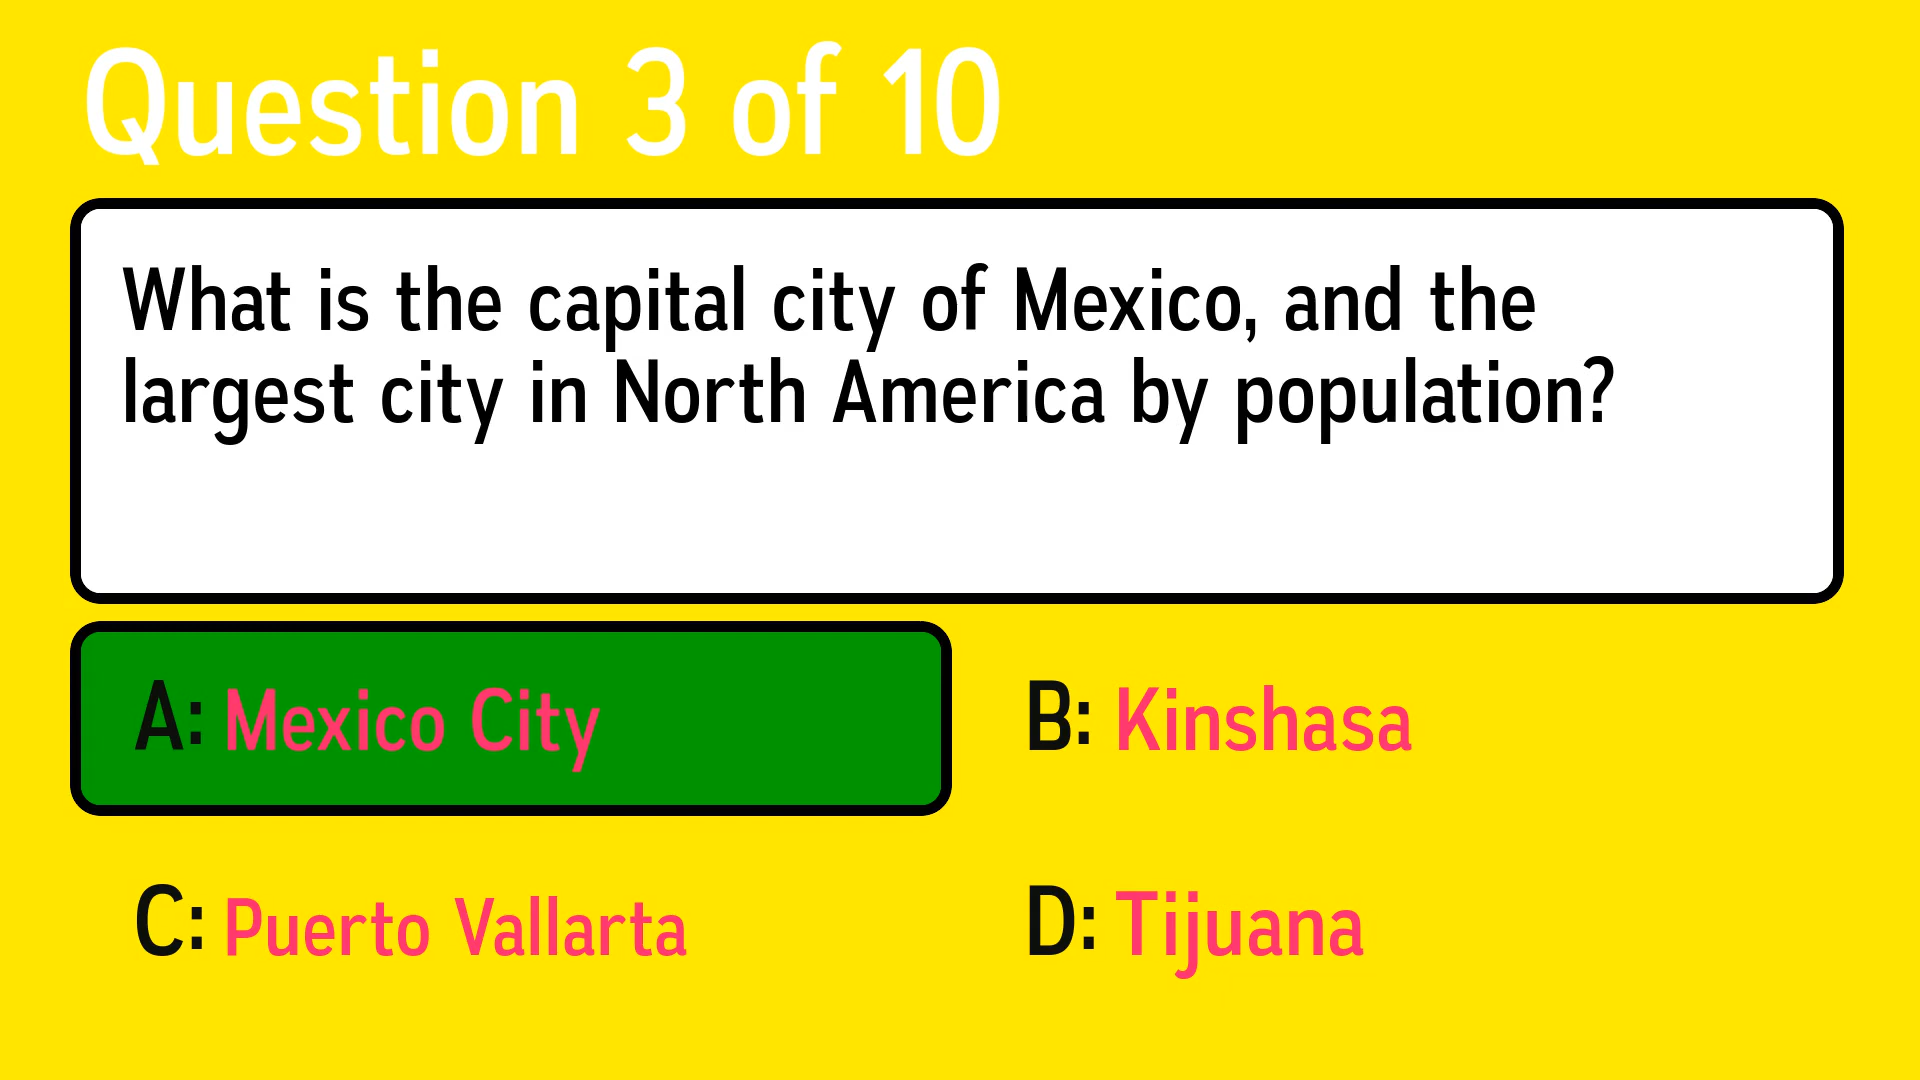 Question 3 of 10
What is the capital city of Mexico, and the
largest city in North America by population?
A: Mexico City
B: Kinshasa
C: Puerto Vallarta
D: Tijuana